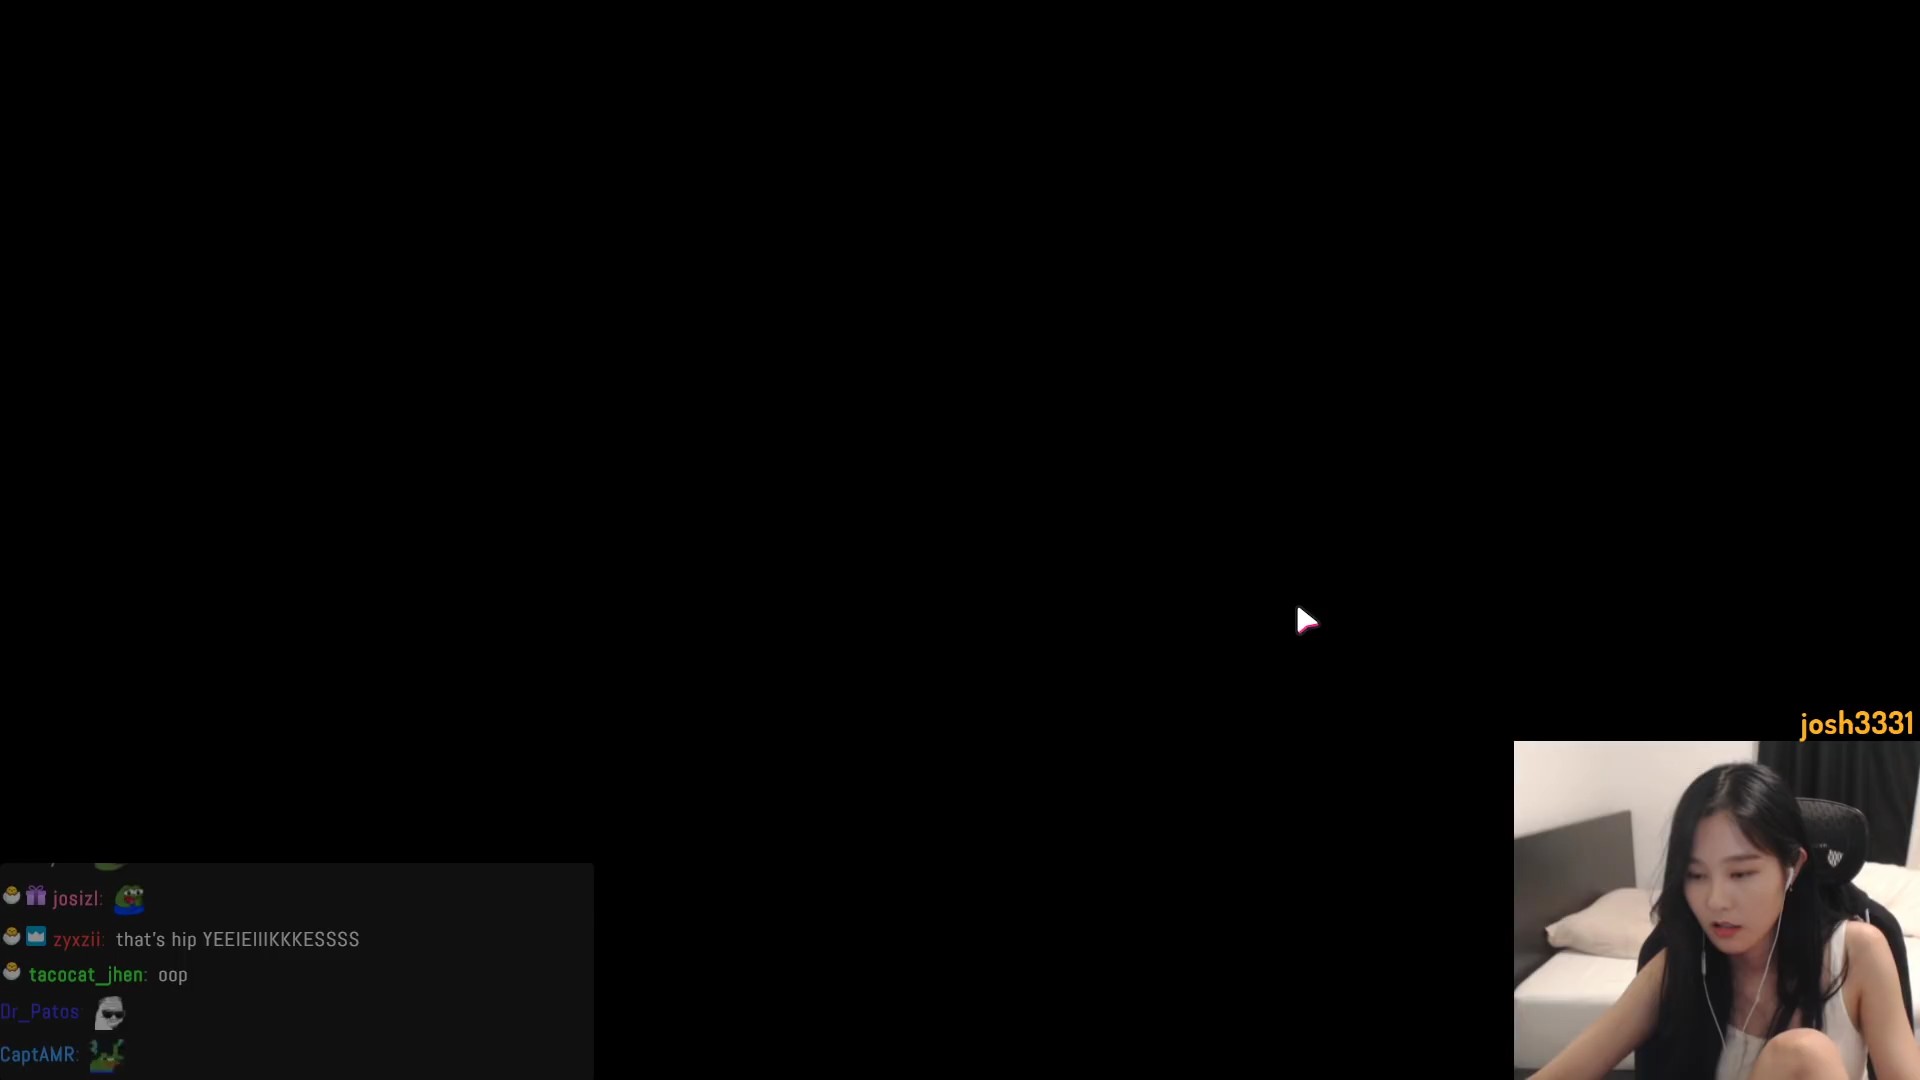 josh3331
josizl:
zyxzii: that's hip YEEIEIIIKKKESSSS
tacocat_jhen: oop
Dr_Patos:
CaptAMR: